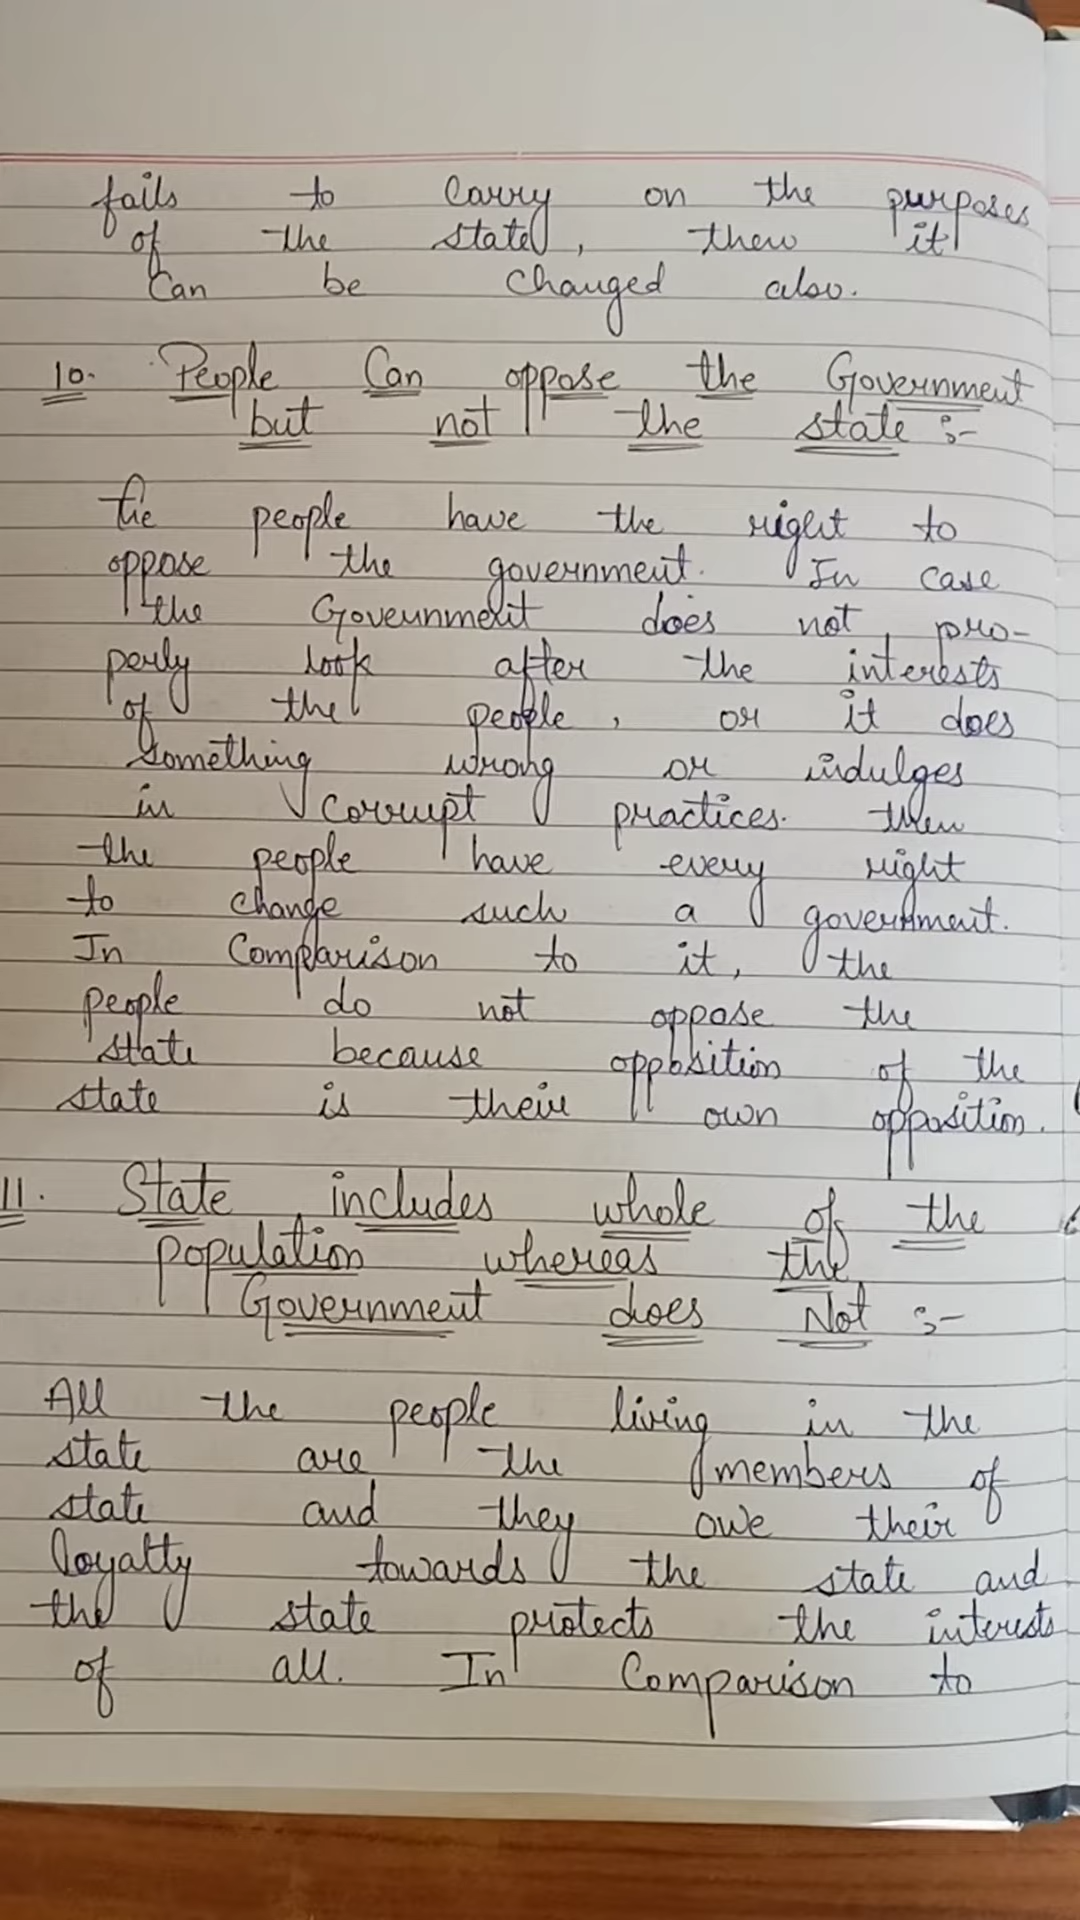 fails to carry on the purposes
of the state, then it
Can be changed also.
10. People Can oppose the Government
but not the state :-
The people have the right to
oppose the government. In case
the Government does not pro-
perly look after the interests
of the people, or it does
something wrong or indulges
in corrupt practices. then
the people have every right
to change such a government.
In Comparison to it, the
people do not oppose the
state because opposition of the
state is their own opposition.
11. State includes whole of the
population whereas the
Government does Not :-
All the people living in the
state are the members of
state and they owe their
loyalty towards the state and
the state protects the interests
of all. In Comparison to